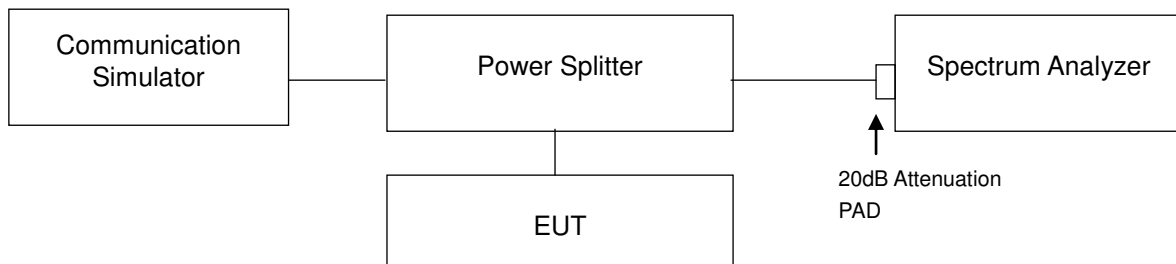 Communication
Simulator
Power Splitter
Spectrum Analyzer
20dB Attenuation
PAD
EUT